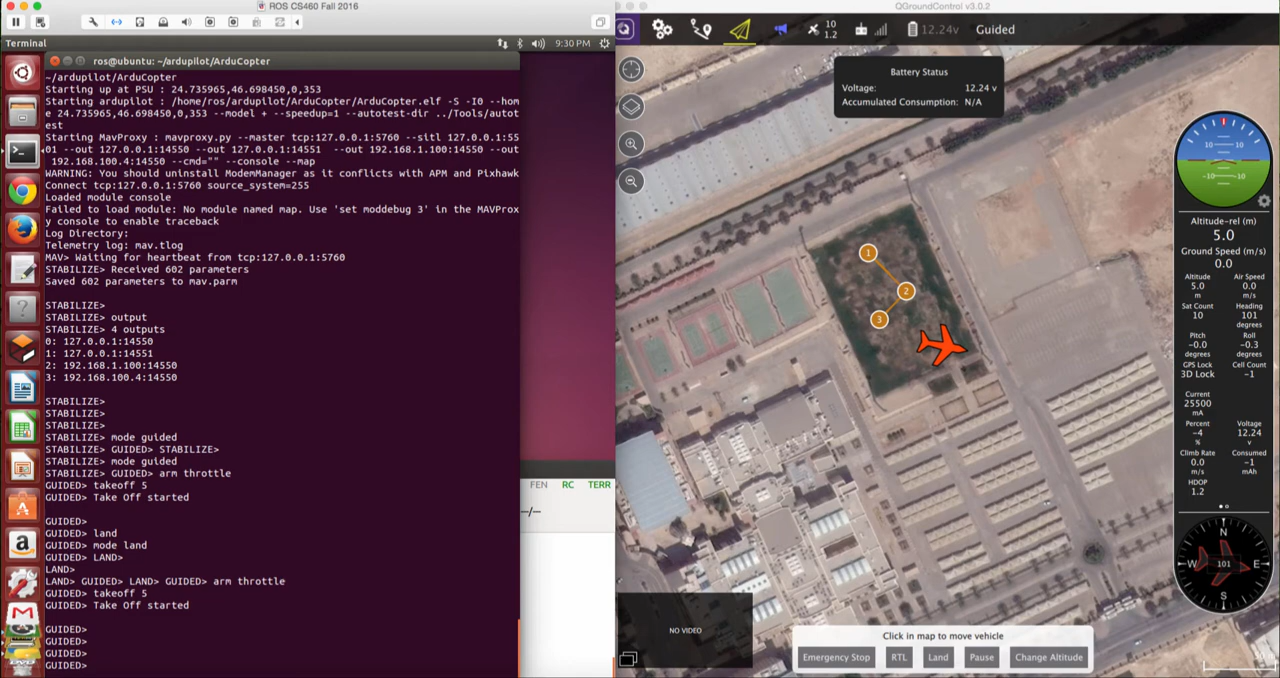 ROS CS460 Fall 2016
Terminal
9:30 PM
ros@ubuntu: ~/ardupilot/ArduCopter
~/ardupilot/ArduCopter
Starting up at PSU : 24.735965,46.698450,0,353
Starting ardupilot : /home/ros/ardupilot/ArduCopter/ArduCopter.elf -S -I0 --hom
e 24.735965,46.698450,0,353 --model + --speedup=1 --autotest-dir ../Tools/autot
est
Starting MavProxy : mavproxy.py --master tcp:127.0.0.1:5760 --sitl 127.0.0.1:55
01 --out 127.0.0.1:14550 --out 127.0.0.1:14551  --out 192.168.1.100:14550 --out
 192.168.100.4:14550 --cmd="" --console --map
WARNING: You should uninstall ModemManager as it conflicts with APM and Pixhawk
Connect tcp:127.0.0.1:5760 source_system=255
Loaded module console
Failed to load module: No module named map. Use 'set moddebug 3' in the MAVProx
y console to enable traceback
Log Directory:
Telemetry log: mav.tlog
MAV> Waiting for heartbeat from tcp:127.0.0.1:5760
STABILIZE> Received 602 parameters
Saved 602 parameters to mav.parm
STABILIZE>
STABILIZE> output
STABILIZE> 4 outputs
0: 127.0.0.1:14550
1: 127.0.0.1:14551
2: 192.168.1.100:14550
3: 192.168.100.4:14550
STABILIZE>
STABILIZE>
STABILIZE>
STABILIZE> mode guided
STABILIZE> GUIDED> STABILIZE>
STABILIZE> mode guided
STABILIZE> GUIDED> arm throttle
GUIDED> takeoff 5
GUIDED> Take Off started
GUIDED>
GUIDED> land
GUIDED> mode land
GUIDED> LAND>
LAND>
LAND> GUIDED> LAND> GUIDED> arm throttle
GUIDED> takeoff 5
GUIDED> Take Off started
GUIDED>
GUIDED>
GUIDED>
GUIDED>
FEN RC TERR
--/--
QGroundControl v3.0.2
10
1.2
12.24v
Guided
Battery Status
Voltage: 12.24 v
Accumulated Consumption: N/A
1
2
3
10 10
-10 -10
Altitude-rel (m)
5.0
Ground Speed (m/s)
0.0
Altitude Air Speed
5.0 0.0
m m/s
Sat Count Heading
10 101
degrees
Pitch Roll
-0.0 -0.3
degrees degrees
GPS Lock Cell Count
3D Lock -1
Current
25500
mA
Percent Voltage
-4 12.24
% v
Climb Rate Consumed
0.0 -1
m/s mAh
HDOP
1.2
N
W 101 E
S
NO VIDEO
Click in map to move vehicle
Emergency Stop RTL Land Pause Change Altitude